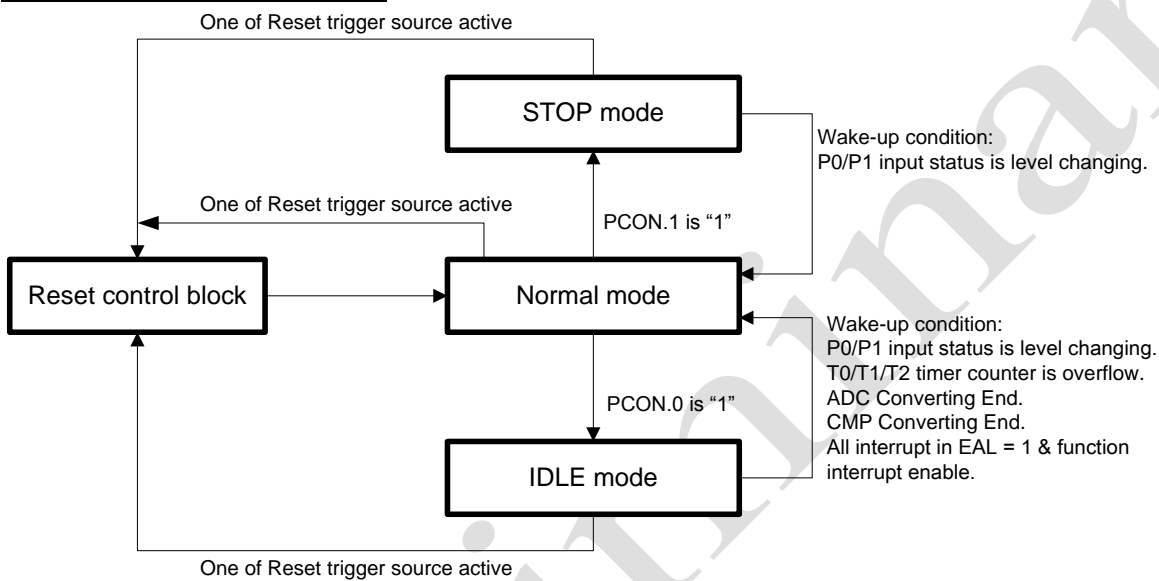 One of Reset trigger source active
STOP mode
Wake-up condition:
P0/P1 input status is level changing.
One of Reset trigger source active
PCON.1 is “1”
Reset control block
Normal mode
Wake-up condition:
P0/P1 input status is level changing.
T0/T1/T2 timer counter is overflow.
ADC Converting End.
CMP Converting End.
All interrupt in EAL = 1 & function
interrupt enable.
PCON.0 is “1”
IDLE mode
One of Reset trigger source active